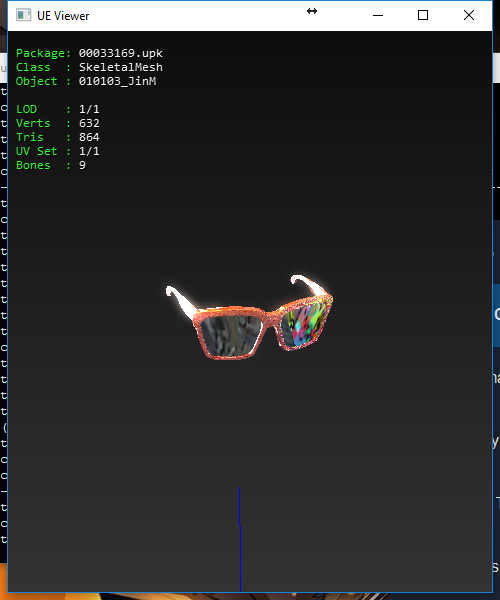 UE Viewer
Package: 00033169.upk
Class : SkeletalMesh
Object : 010103_JinM
LOD : 1/1
Verts : 632
Tris : 864
UV Set : 1/1
Bones : 9